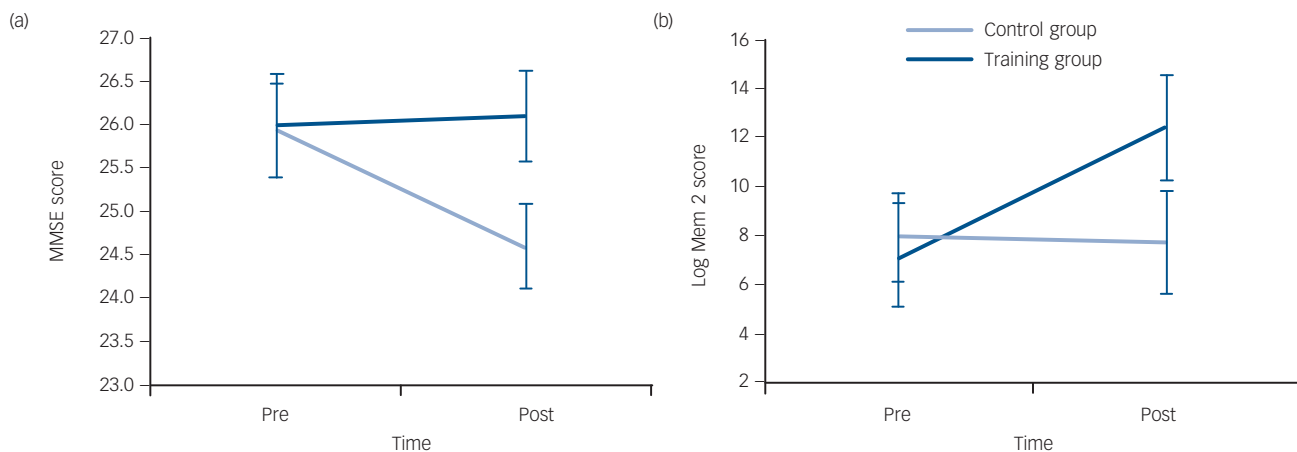 (a)
27.0
26.5
26.0
25.5
25.0
24.5
24.0
23.5
23.0
MMSE score
Pre
Post
Time
(b)
Control group
Training group
16
14
12
10
8
6
4
2
Log Mem 2 score
Pre
Post
Time